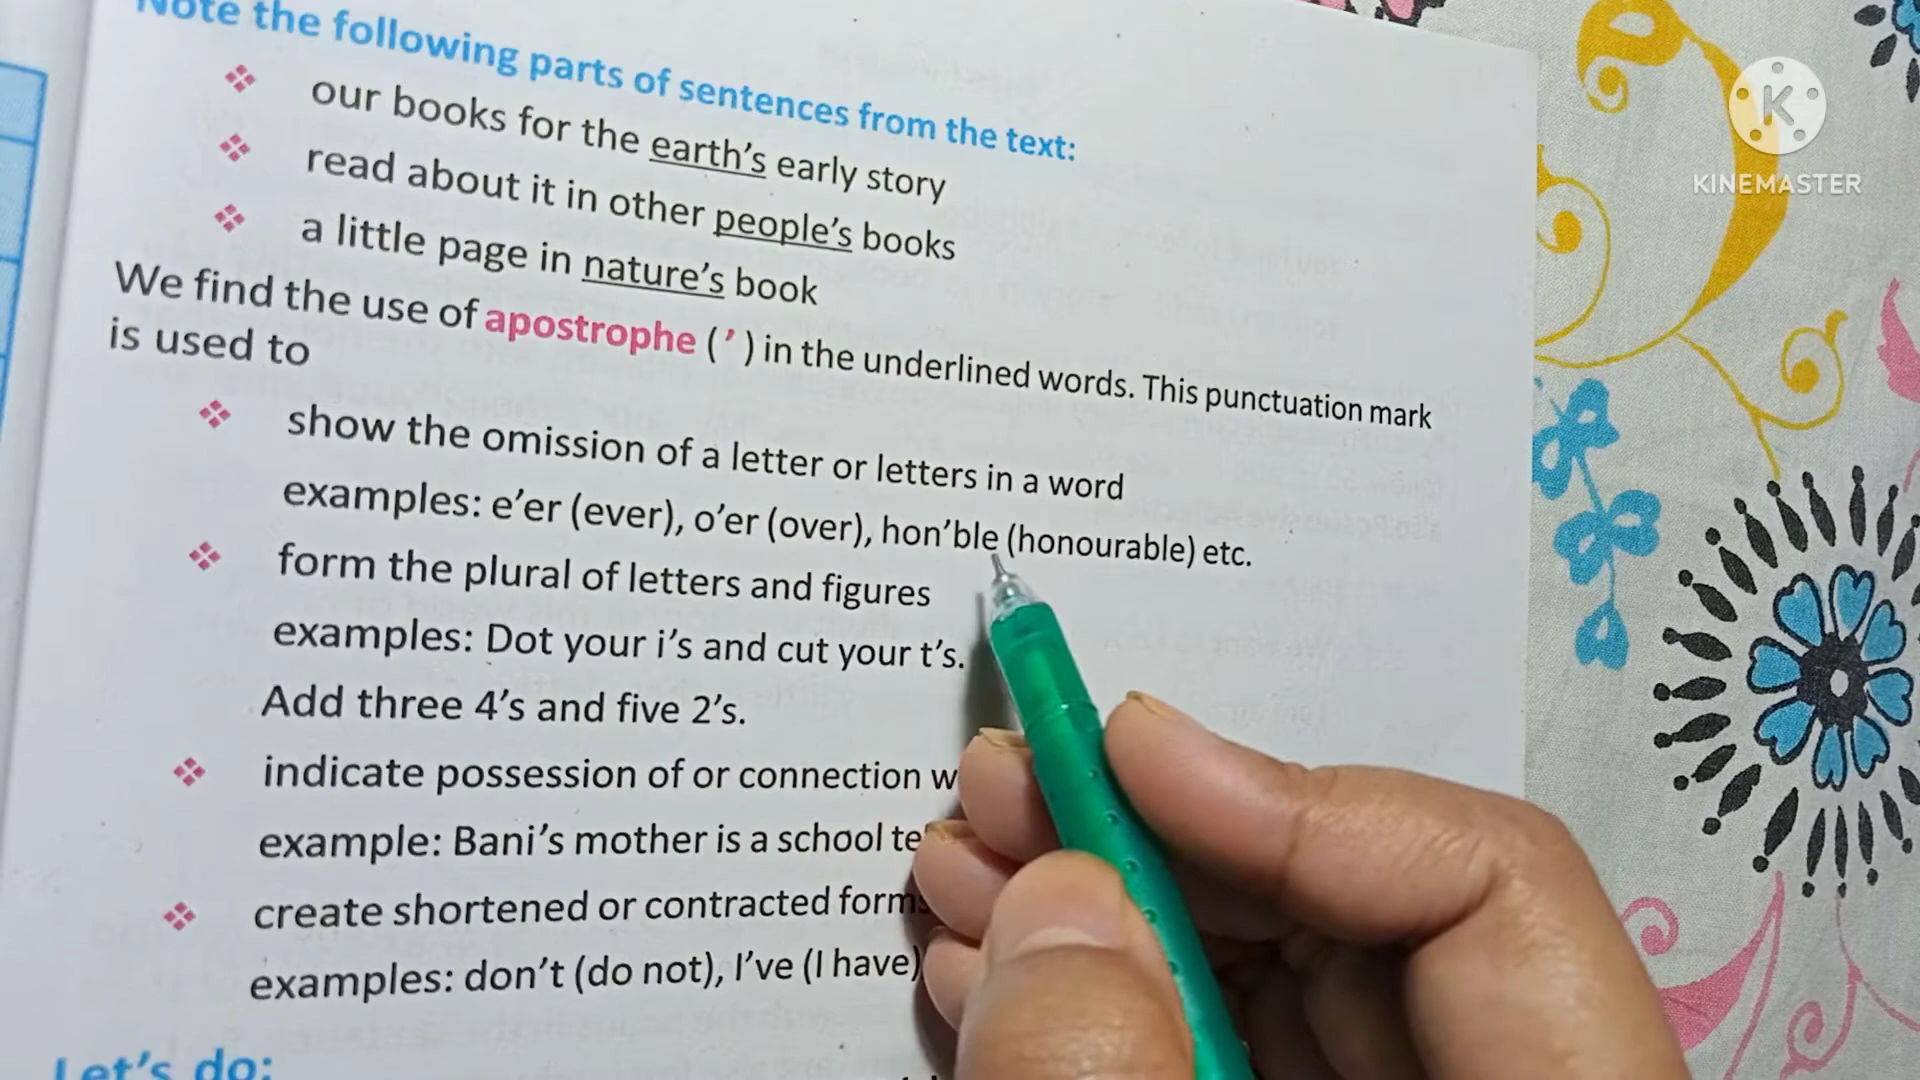 Note the following parts of sentences from the text:
❖ our books for the earth's early story
❖ read about it in other people's books
❖ a little page in nature's book
We find the use of apostrophe (’) in the underlined words. This punctuation mark
is used to
❖ show the omission of a letter or letters in a word
examples: e’er (ever), o’er (over), hon’ble (honourable) etc.
❖ form the plural of letters and figures
examples: Dot your i’s and cut your t’s.
Add three 4’s and five 2’s.
❖ indicate possession of or connection
example: Bani’s mother is a school
❖ create shortened or contracted forms
examples: don’t (do not), I’ve (I have)
Let’s do:
K
KINEMASTER